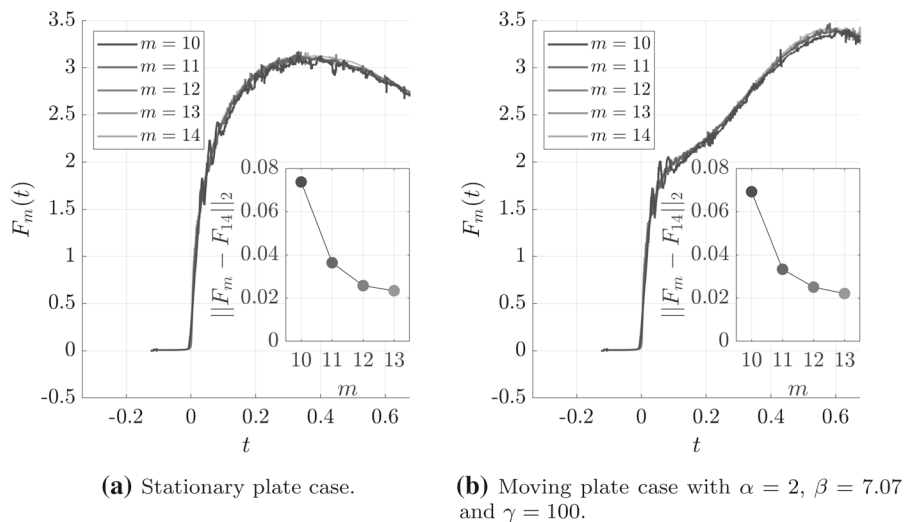 3.5
3
2.5
2
1.5
1
0.5
0
-0.5
-0.2
0
0.2
0.4
0.6
t
F_m(t)
m = 10
m = 11
m = 12
m = 13
m = 14
0.08
0.06
0.04
0.02
0
10 11 12 13
m
||F_m − F_14||_2
(a) Stationary plate case.
3.5
3
2.5
2
1.5
1
0.5
0
-0.5
-0.2
0
0.2
0.4
0.6
t
F_m(t)
m = 10
m = 11
m = 12
m = 13
m = 14
0.08
0.06
0.04
0.02
0
10 11 12 13
m
||F_m − F_14||_2
(b) Moving plate case with α = 2, β = 7.07
and γ = 100.